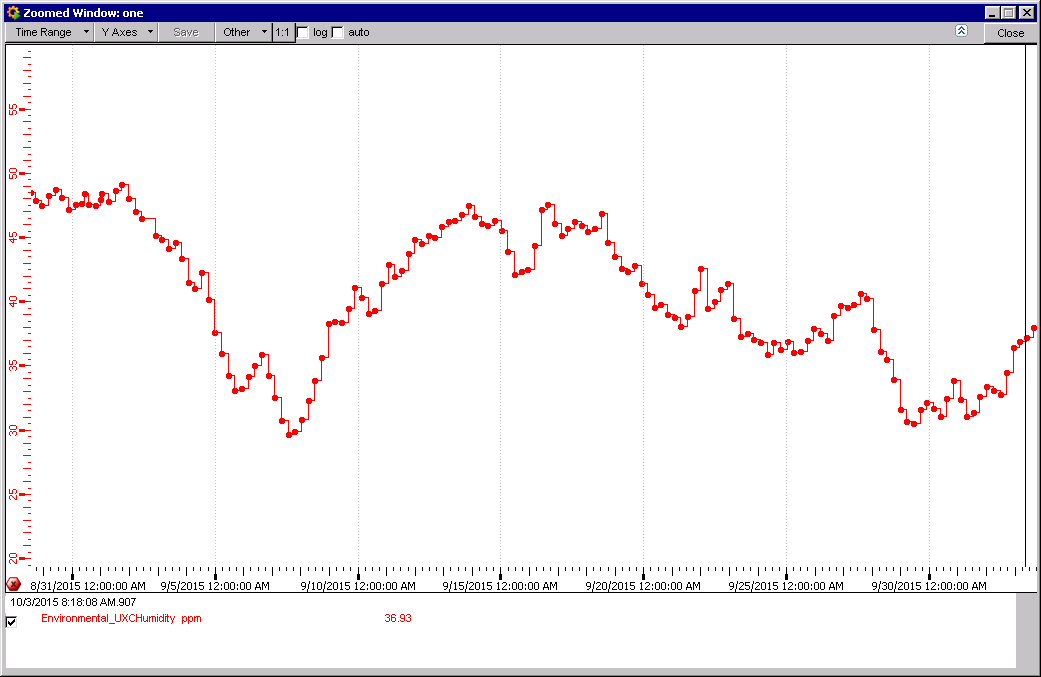 Zoomed Window: one
Time Range Y Axes Save Other 1:1 log auto Close
55
50
45
40
35
30
25
20
8/31/2015 12:00:00 AM 9/5/2015 12:00:00 AM 9/10/2015 12:00:00 AM 9/15/2015 12:00:00 AM 9/20/2015 12:00:00 AM 9/25/2015 12:00:00 AM 9/30/2015 12:00:00 AM
10/3/2015 8:18:08 AM.907
Environmental_UXCHumidity ppm 36.93